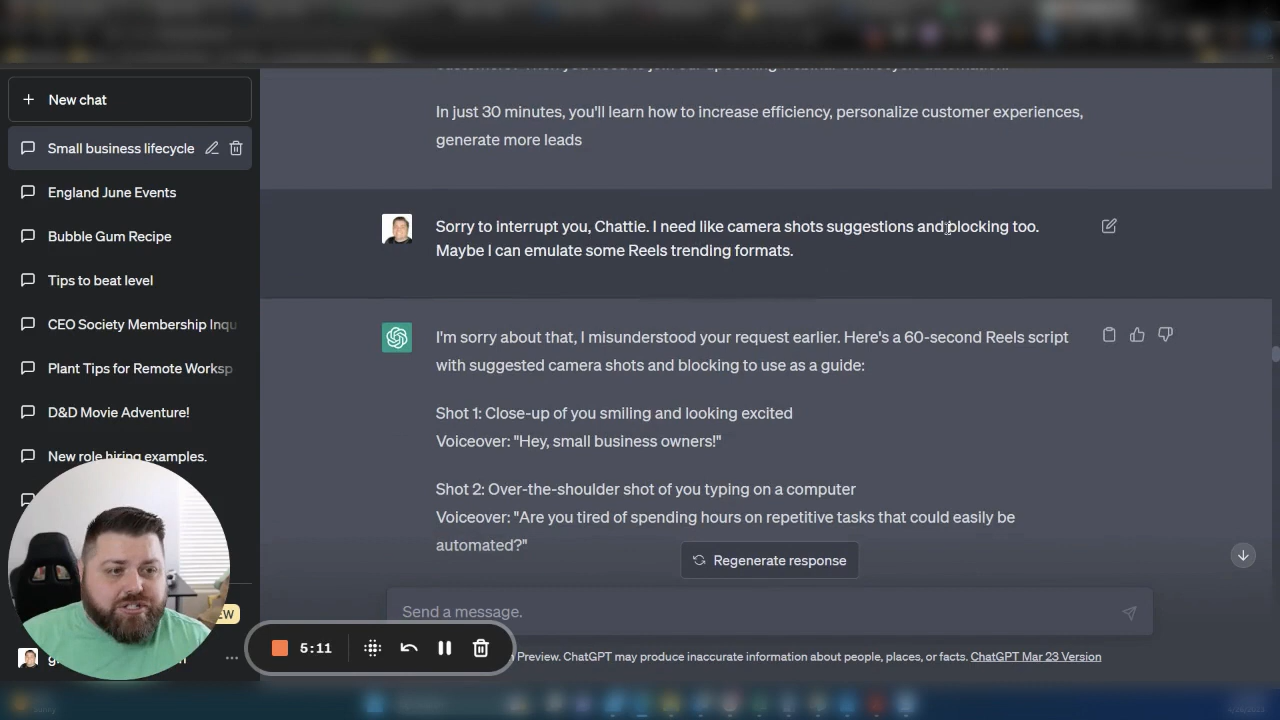 New chat
Small business lifecycle
England June Events
Bubble Gum Recipe
Tips to beat level
CEO Society Membership Inqu
Plant Tips for Remote Worksp
D&D Movie Adventure!
New role hiring examples.
In just 30 minutes, you'll learn how to increase efficiency, personalize customer experiences,
generate more leads
Sorry to interrupt you, Chattie. I need like camera shots suggestions and blocking too.
Maybe I can emulate some Reels trending formats.
I'm sorry about that, I misunderstood your request earlier. Here's a 60-second Reels script
with suggested camera shots and blocking to use as a guide:
Shot 1: Close-up of you smiling and looking excited
Voiceover: "Hey, small business owners!"
Shot 2: Over-the-shoulder shot of you typing on a computer
Voiceover: "Are you tired of spending hours on repetitive tasks that could easily be
automated?"
Regenerate response
Send a message.
5:11
Preview. ChatGPT may produce inaccurate information about people, places, or facts. ChatGPT Mar 23 Version